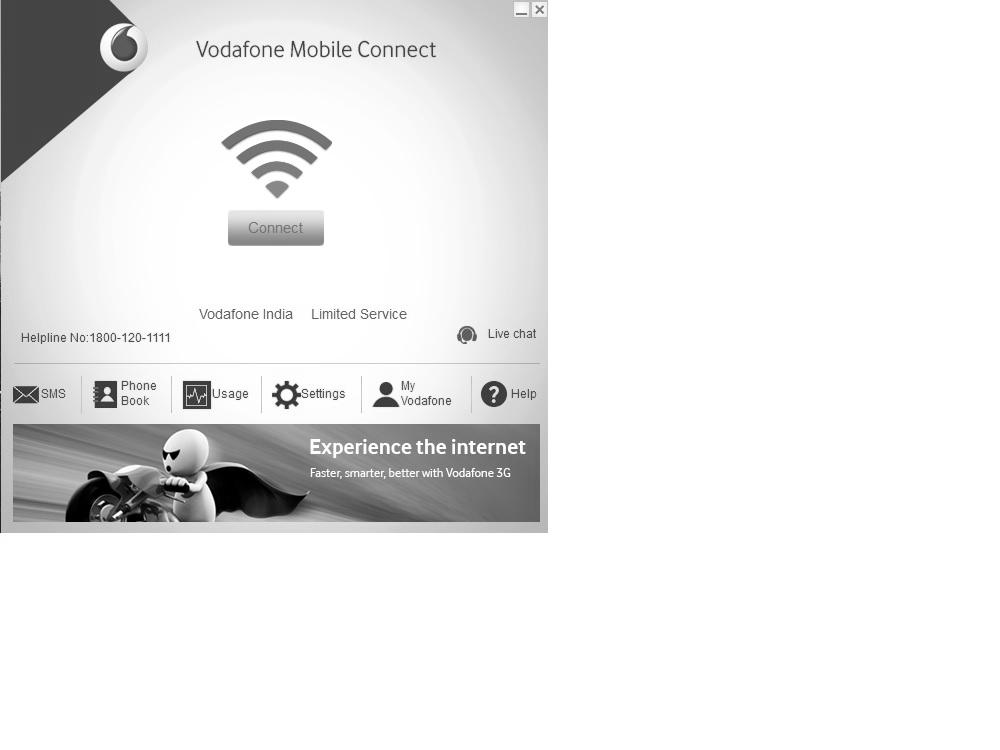 Vodafone Mobile Connect
Connect
Vodafone India Limited Service
Helpline No:1800-120-1111
Live chat
SMS
Phone
Book
Usage
Settings
My
Vodafone
Help
Experience the internet
Faster, smarter, better with Vodafone 3G